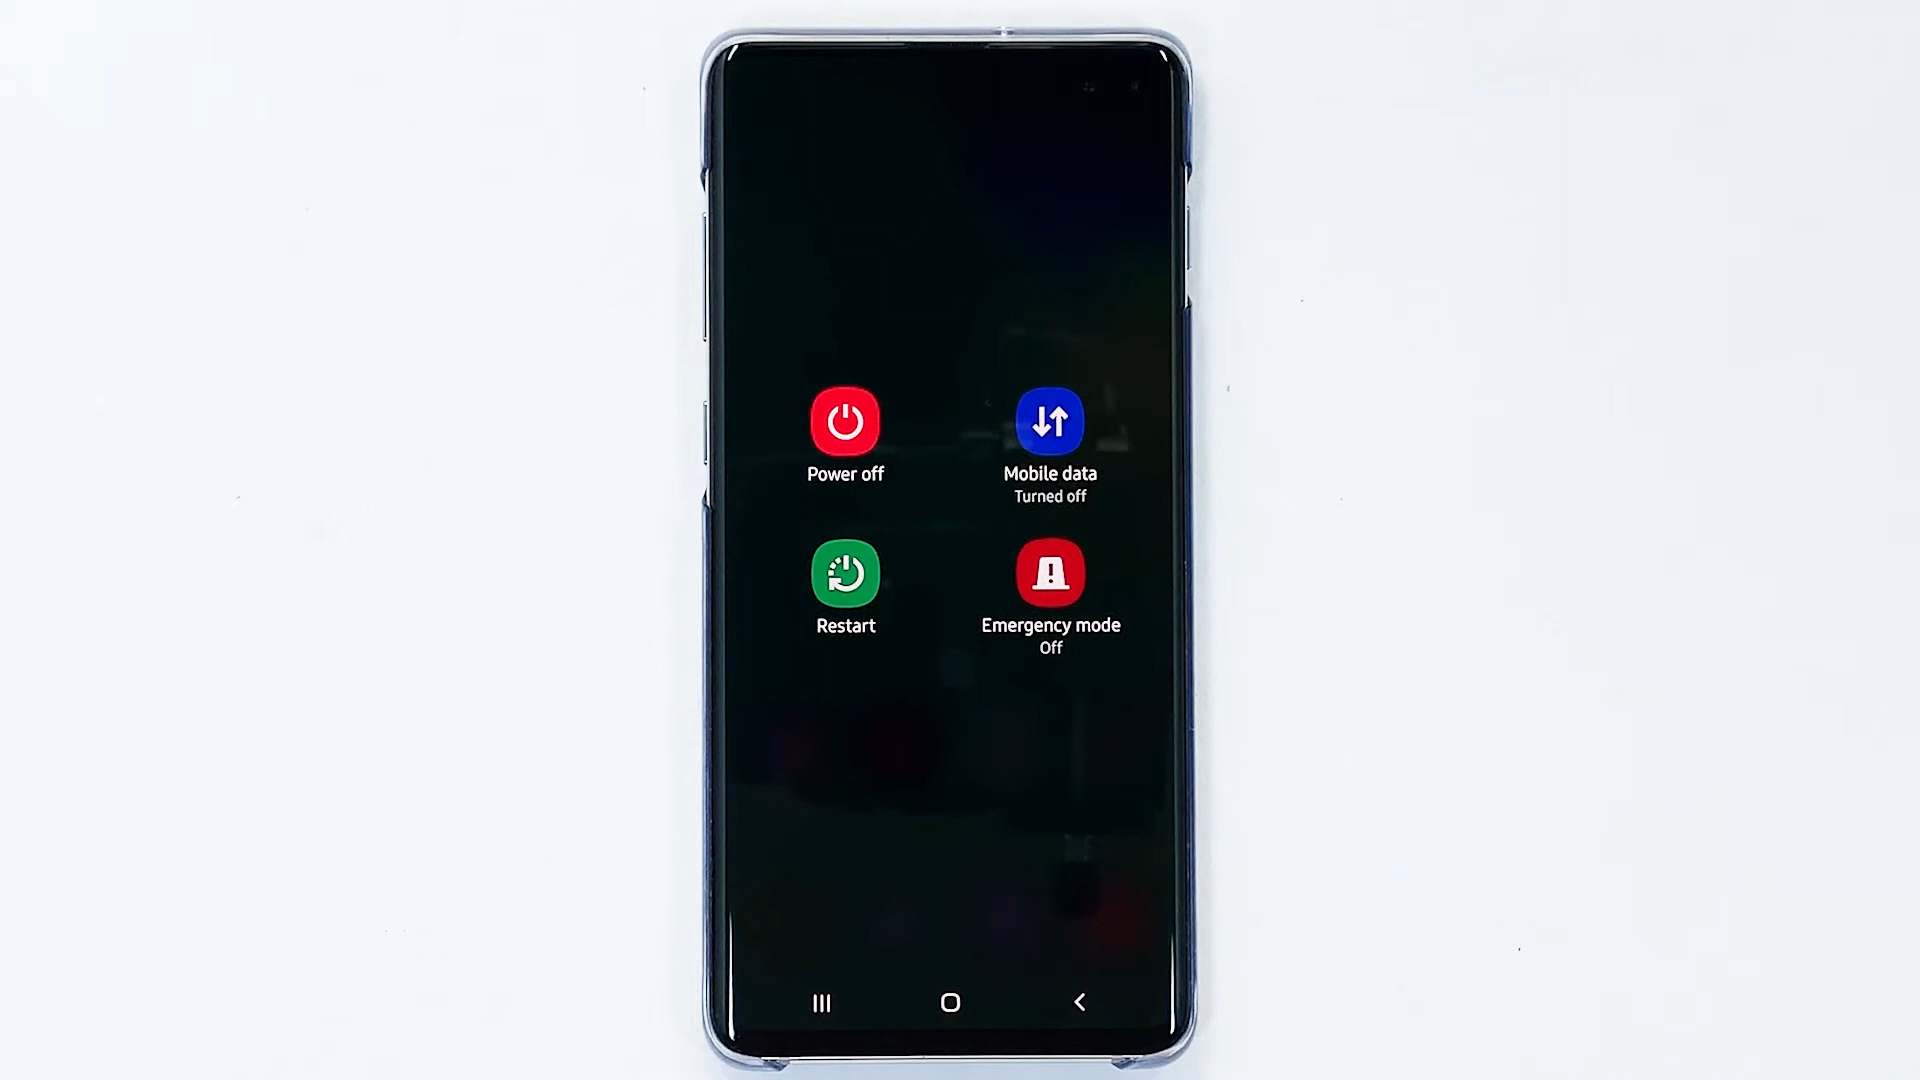 Power off
Mobile data
Turned off
Restart
Emergency mode
Off